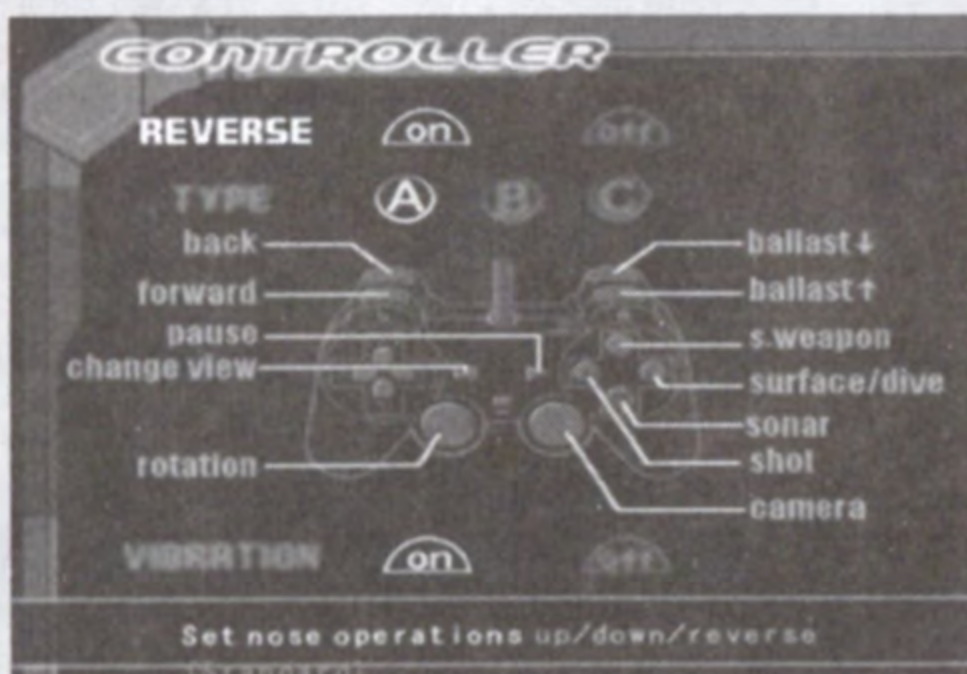 CONTROLLER
REVERSE on off
TYPE A B C
back
forward
pause
change view
rotation
ballast↓
ballast↑
s.weapon
surface/dive
sonar
shot
camera
VIBRATION on off
Set nose operations up/down/reverse
(Standard)